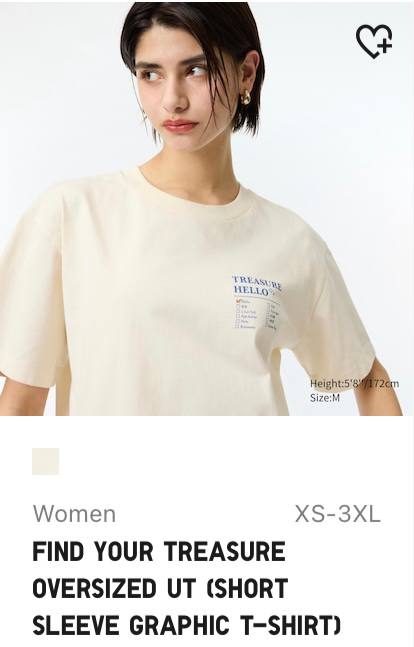 TREASURE
HELLO
Height:5'8"/172cm
Size:M
Women XS-3XL
FIND YOUR TREASURE
OVERSIZED UT (SHORT
SLEEVE GRAPHIC T-SHIRT)